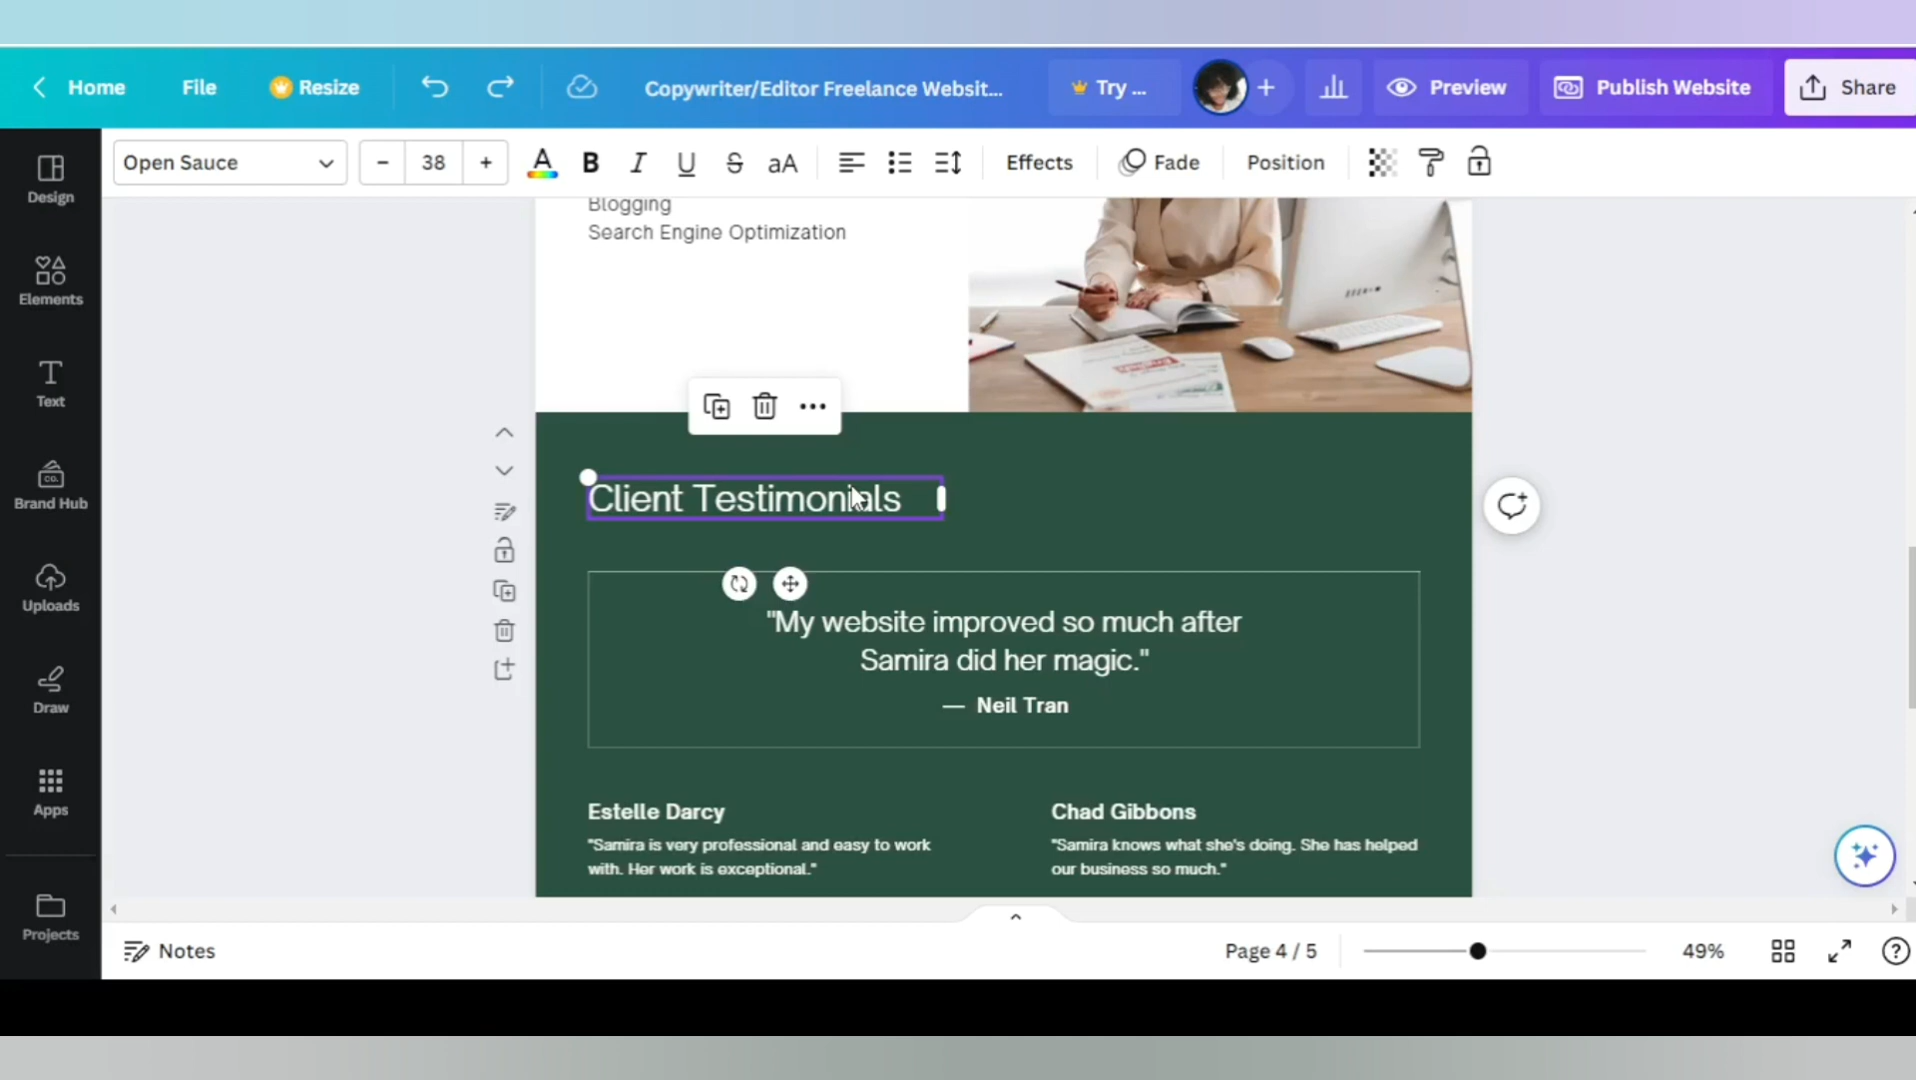 Home
File
Resize
Copywriter/Editor Freelance Websit...
Try ...
+
Preview
Publish Website
Share
Open Sauce
− 38 +
A
B
I
U
S
aA
Effects
Fade
Position
Design
Elements
Text
CO.
Brand Hub
Uploads
Draw
Apps
Projects
Blogging
Search Engine Optimization
Client Testimonials
"My website improved so much after
Samira did her magic."
— Neil Tran
Estelle Darcy
"Samira is very professional and easy to work
with. Her work is exceptional."
Chad Gibbons
"Samira knows what she's doing. She has helped
our business so much."
Notes
Page 4 / 5
49%
?